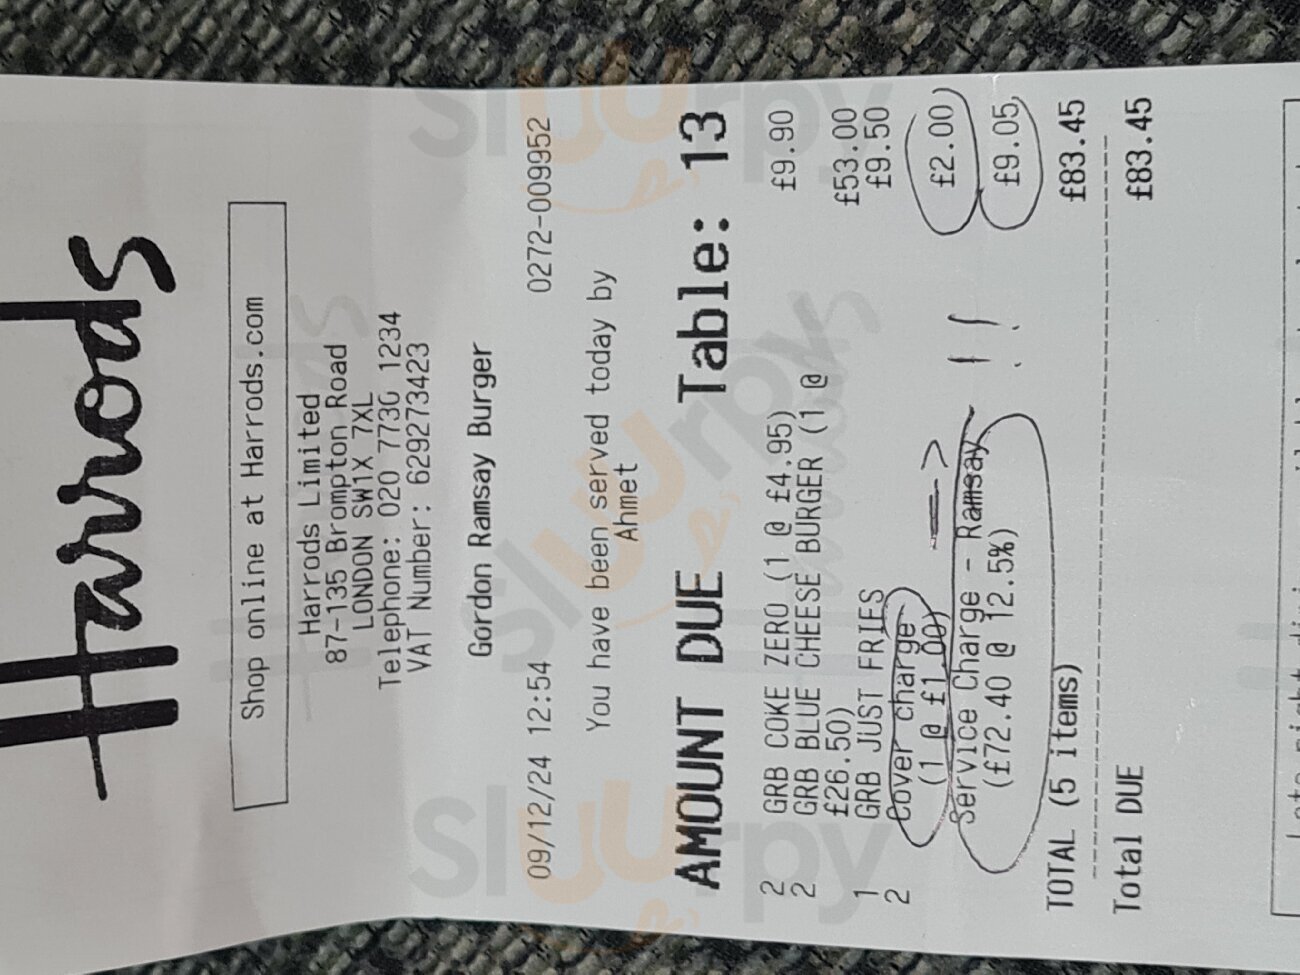 Harrods
Shop online at Harrods.com
Harrods Limited
87-135 Brompton Road
LONDON SW1X 7XL
Telephone: 020 7730 1234
VAT Number: 629273423
Gordon Ramsay Burger
09/12/24 12:54 0272-009952
You have been served today by
Ahmet
AMOUNT DUE Table: 13
2 GRB COKE ZERO (1 @ £4.95) £9.90
2 GRB BLUE CHEESE BURGER (1 @
£26.50) £53.00
1 GRB JUST FRIES £9.50
2 Cover charge
(1 @ £1.00) £2.00
=> !!
Service Charge - Ramsay
(£72.40 @ 12.5%) £9.05
TOTAL (5 items) £83.45
Total DUE £83.45
sluurpy
sluurpy
sluurpy
sluurpy